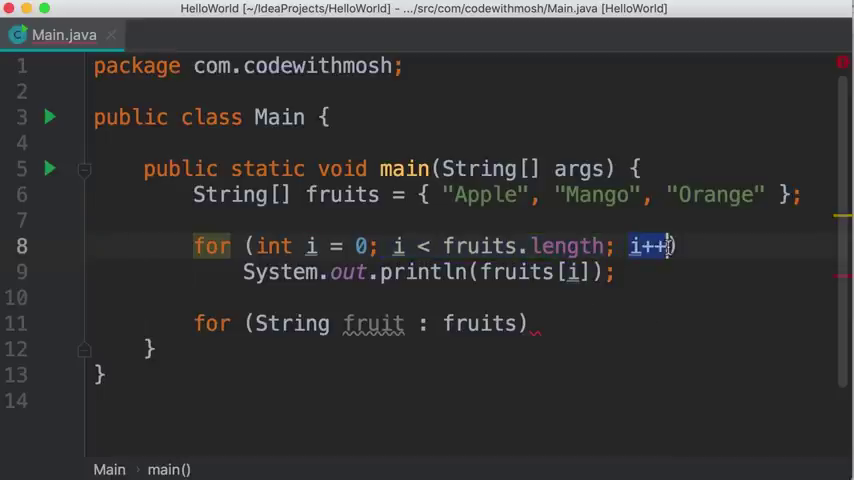 HelloWorld [~/IdeaProjects/HelloWorld] - .../src/com/codewithmosh/Main.java [HelloWorld]
Main.java
1 package com.codewithmosh;
2
3 public class Main {
4
5 public static void main(String[] args) {
6 String[] fruits = { "Apple", "Mango", "Orange" };
7
8 for (int i = 0; i < fruits.length; i++)
9 System.out.println(fruits[i]);
10
11 for (String fruit : fruits)
12 }
13 }
14
Main main()